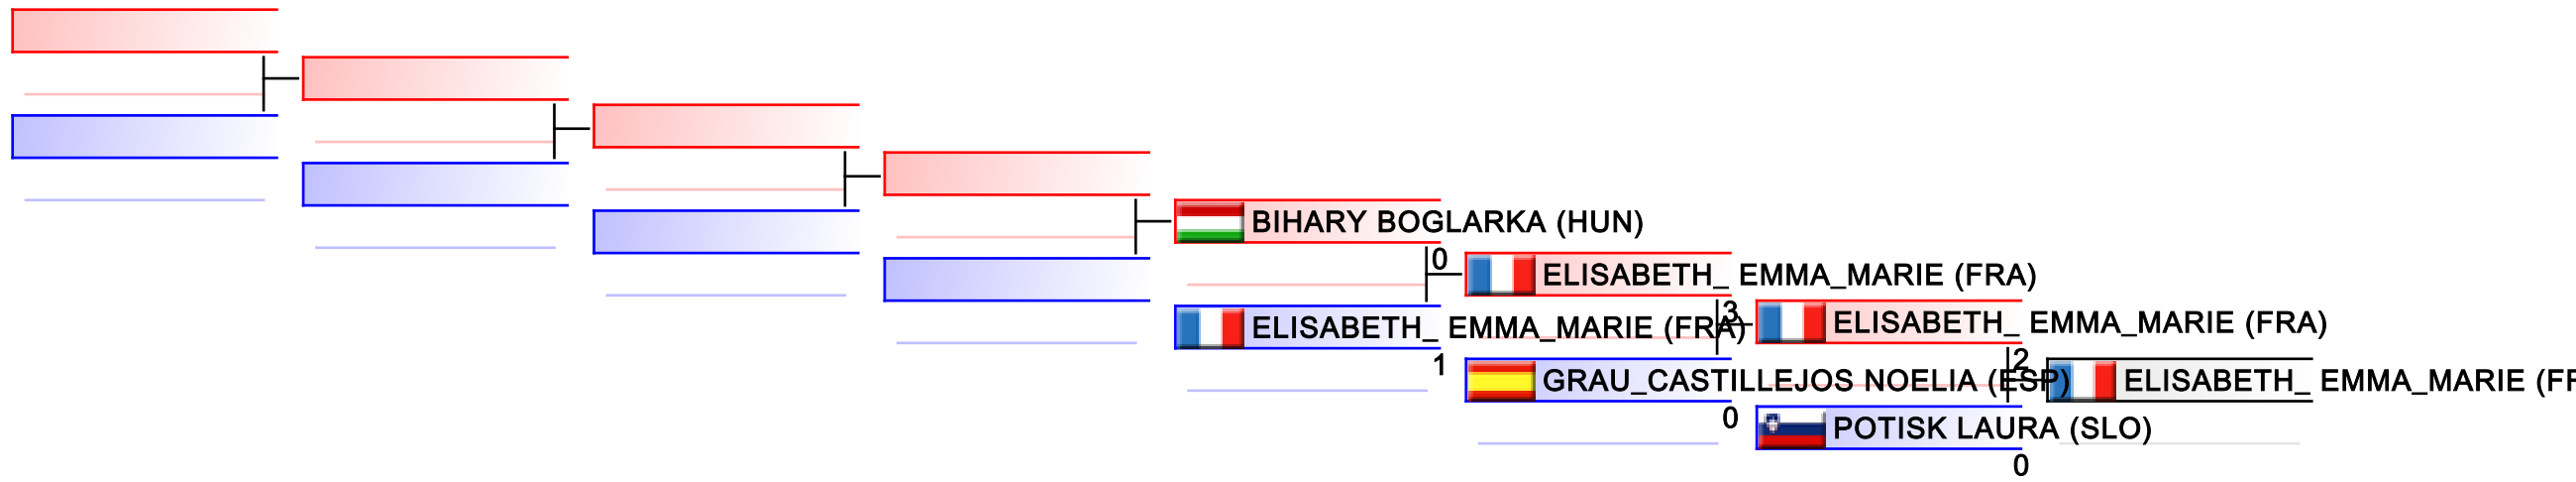 BIHARY BOGLARKA (HUN)
0
ELISABETH_ EMMA_MARIE (FRA)
ELISABETH_ EMMA_MARIE (FRA)
1
3
ELISABETH_ EMMA_MARIE (FRA)
GRAU_CASTILLEJOS NOELIA (ESP)
0
2
ELISABETH_ EMMA_MARIE (FR
POTISK LAURA (SLO)
0